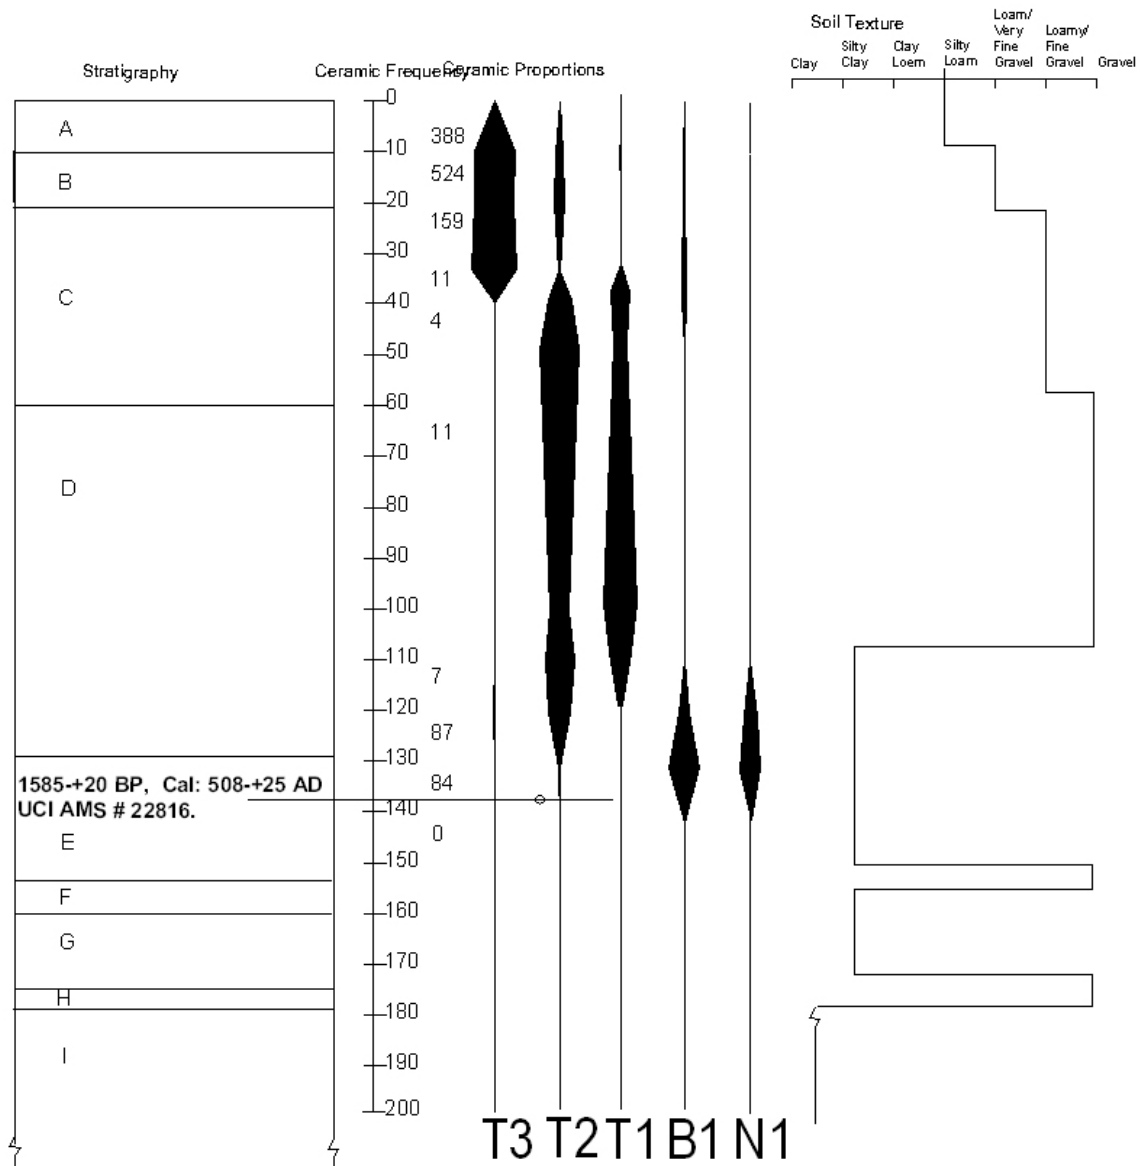 Soil Texture
Clay
Silty
Clay
Clay
Loem
Silty
Loam
Loam/
Very
Fine
Gravel
Loamy/
Fine
Gravel
Gravel
Stratigraphy
Ceramic Frequency
Ceramic Proportions
0
A
388
10
524
B
20
159
30
11
C
40
4
50
60
11
70
D
80
90
100
110
7
120
87
130
1585-+20 BP, Cal: 508-+25 AD
84
UCI AMS # 22816.
140
0
E
150
F
160
G
170
H
180
I
190
200
T3 T2 T1 B1 N1